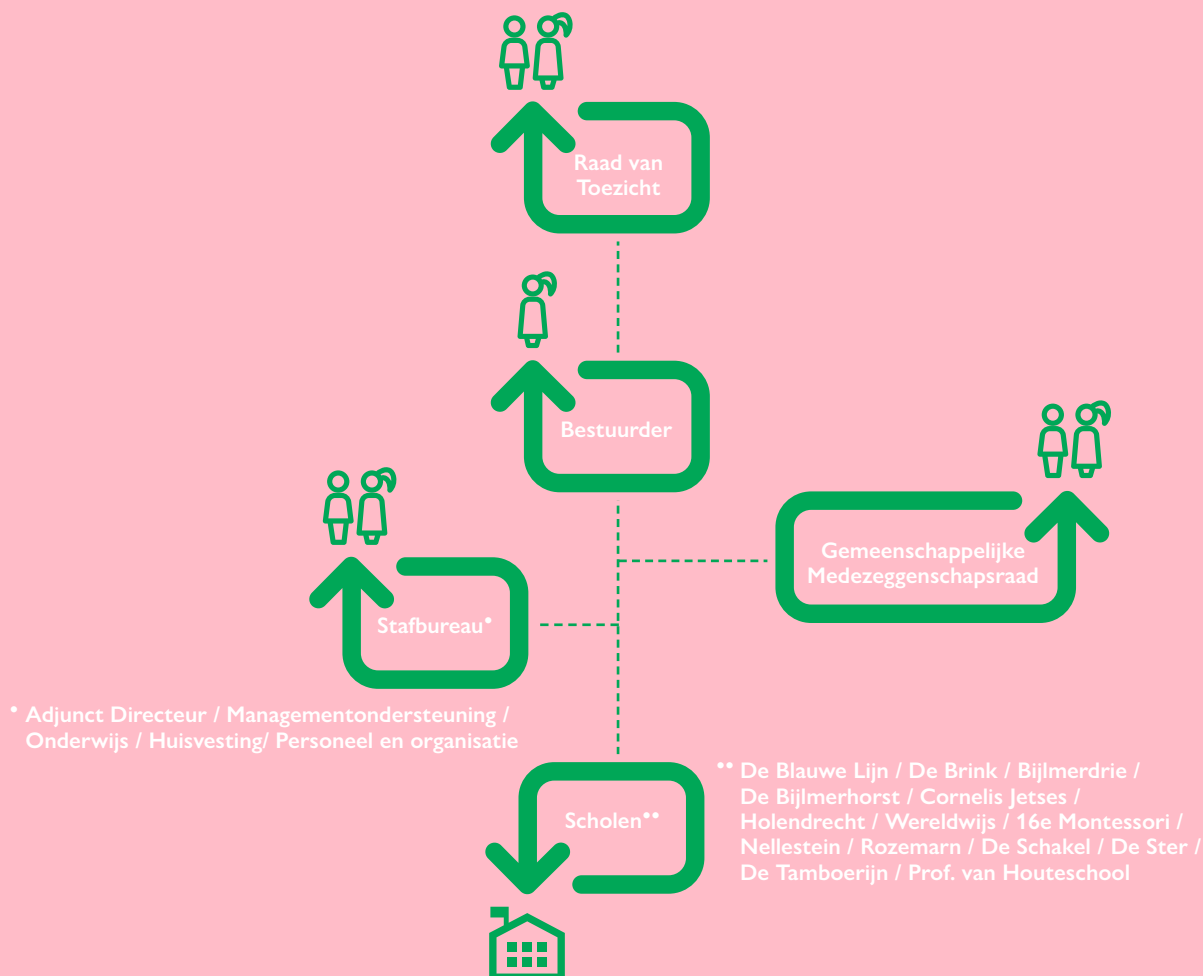 Raad van
Toezicht
Bestuurder
Gemeenschappelijke
Medezeggenschapsraad
Stafbureau•
• Adjunct Directeur / Managementondersteuning /
Onderwijs / Huisvesting/ Personeel en organisatie
Scholen••
•• De Blauwe Lijn / De Brink / Bijlmerdrie /
De Bijlmerhorst / Cornelis Jetses /
Holendrecht / Wereldwijs / 16e Montessori /
Nellestein / Rozemarn / De Schakel / De Ster /
De Tamboerijn / Prof. van Houteschool